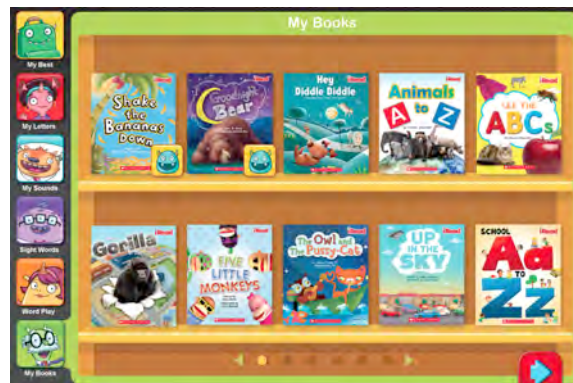 My Books
My Best
My Letters
My Sounds
Sight Words
Word Play
My Books
Shake
the
Bananas
Down
Goodnight
Bear
Hey
Diddle Diddle
Animals
A to Z
SEE THE
ABCs
Gorilla
FIVE
LITTLE
MONKEYS
The Owl and
The Pussy-Cat
UP
IN THE
SKY
SCHOOL
Aa
TO
Zz